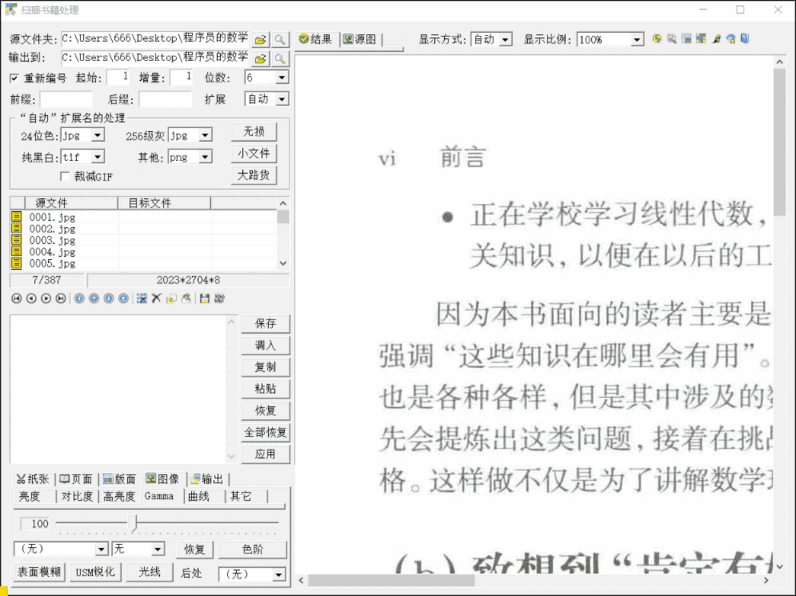 扫描书籍处理
源文件夹: C:\Users\666\Desktop\程序员的数学
输出到: C:\Users\666\Desktop\程序员的数学
重新编号 起始: 1 增量: 1 位数: 6
前缀: 后缀: 扩展 自动
“自动”扩展名的处理
24位色: jpg 256级灰 jpg 无损
纯黑白: tif 其他: png 小文件
裁减GIF 大路货
源文件 目标文件
0001.jpg
0002.jpg
0003.jpg
0004.jpg
0005.jpg
7/387 2023*2704*8
保存
调入
复制
粘贴
恢复
全部恢复
应用
纸张 页面 版面 图像 输出
亮度 对比度 高亮度 Gamma 曲线 其它
100
(无) 无 恢复 色阶
表面模糊 USM锐化 光线 后处 (无)
结果 源图 显示方式: 自动 显示比例: 100%
vi 前言
• 正在学校学习线性代数，
关知识，以便在以后的工
因为本书面向的读者主要是
强调“这些知识在哪里会有用”。
也是各种各样，但是其中涉及的数
先会提炼出这类问题，接着在挑战
格。这样做不仅是为了讲解数学
(b) 致想到“肯定有